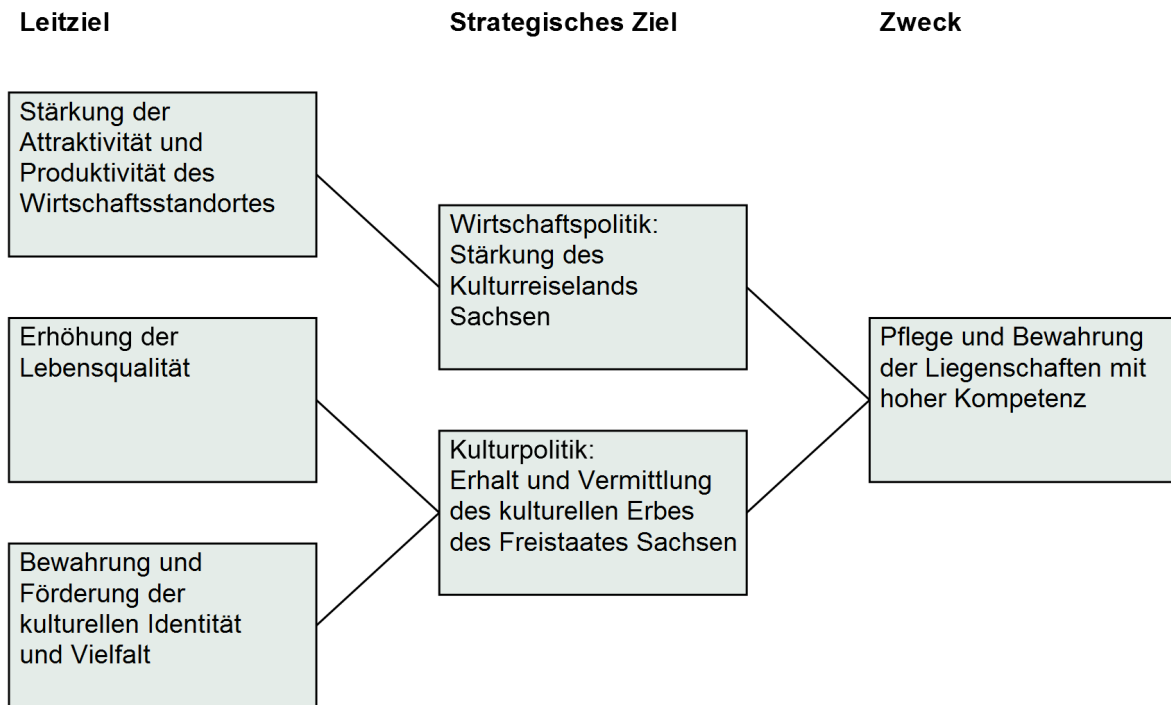 Leitziel
Strategisches Ziel
Zweck
Stärkung der
Attraktivität und
Produktivität des
Wirtschaftsstandortes
Erhöhung der
Lebensqualität
Bewahrung und
Förderung der
kulturellen Identität
und Vielfalt
Wirtschaftspolitik:
Stärkung des
Kulturreiselands
Sachsen
Kulturpolitik:
Erhalt und Vermittlung
des kulturellen Erbes
des Freistaates Sachsen
Pflege und Bewahrung
der Liegenschaften mit
hoher Kompetenz